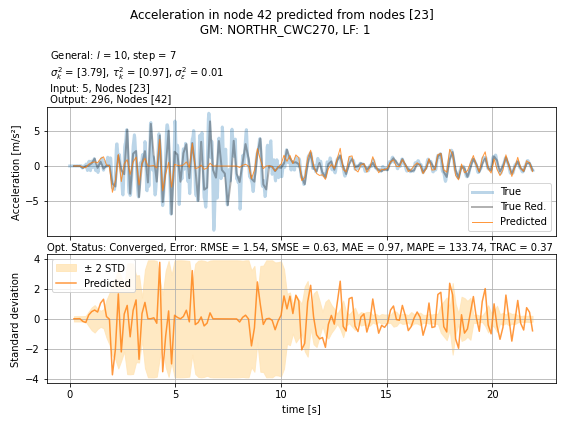 Acceleration in node 42 predicted from nodes [23]
GM: NORTHR_CWC270, LF: 1
General: l = 10, step = 7
σ²ₖ = [3.79], τ²ₖ = [0.97], σ²ε = 0.01
Input: 5, Nodes [23]
Output: 296, Nodes [42]
Acceleration [m/s²]
5
0
−5
True
True Red.
Predicted
Opt. Status: Converged, Error: RMSE = 1.54, SMSE = 0.63, MAE = 0.97, MAPE = 133.74, TRAC = 0.37
Standard deviation
4
2
0
−2
−4
± 2 STD
Predicted
0 5 10 15 20
time [s]